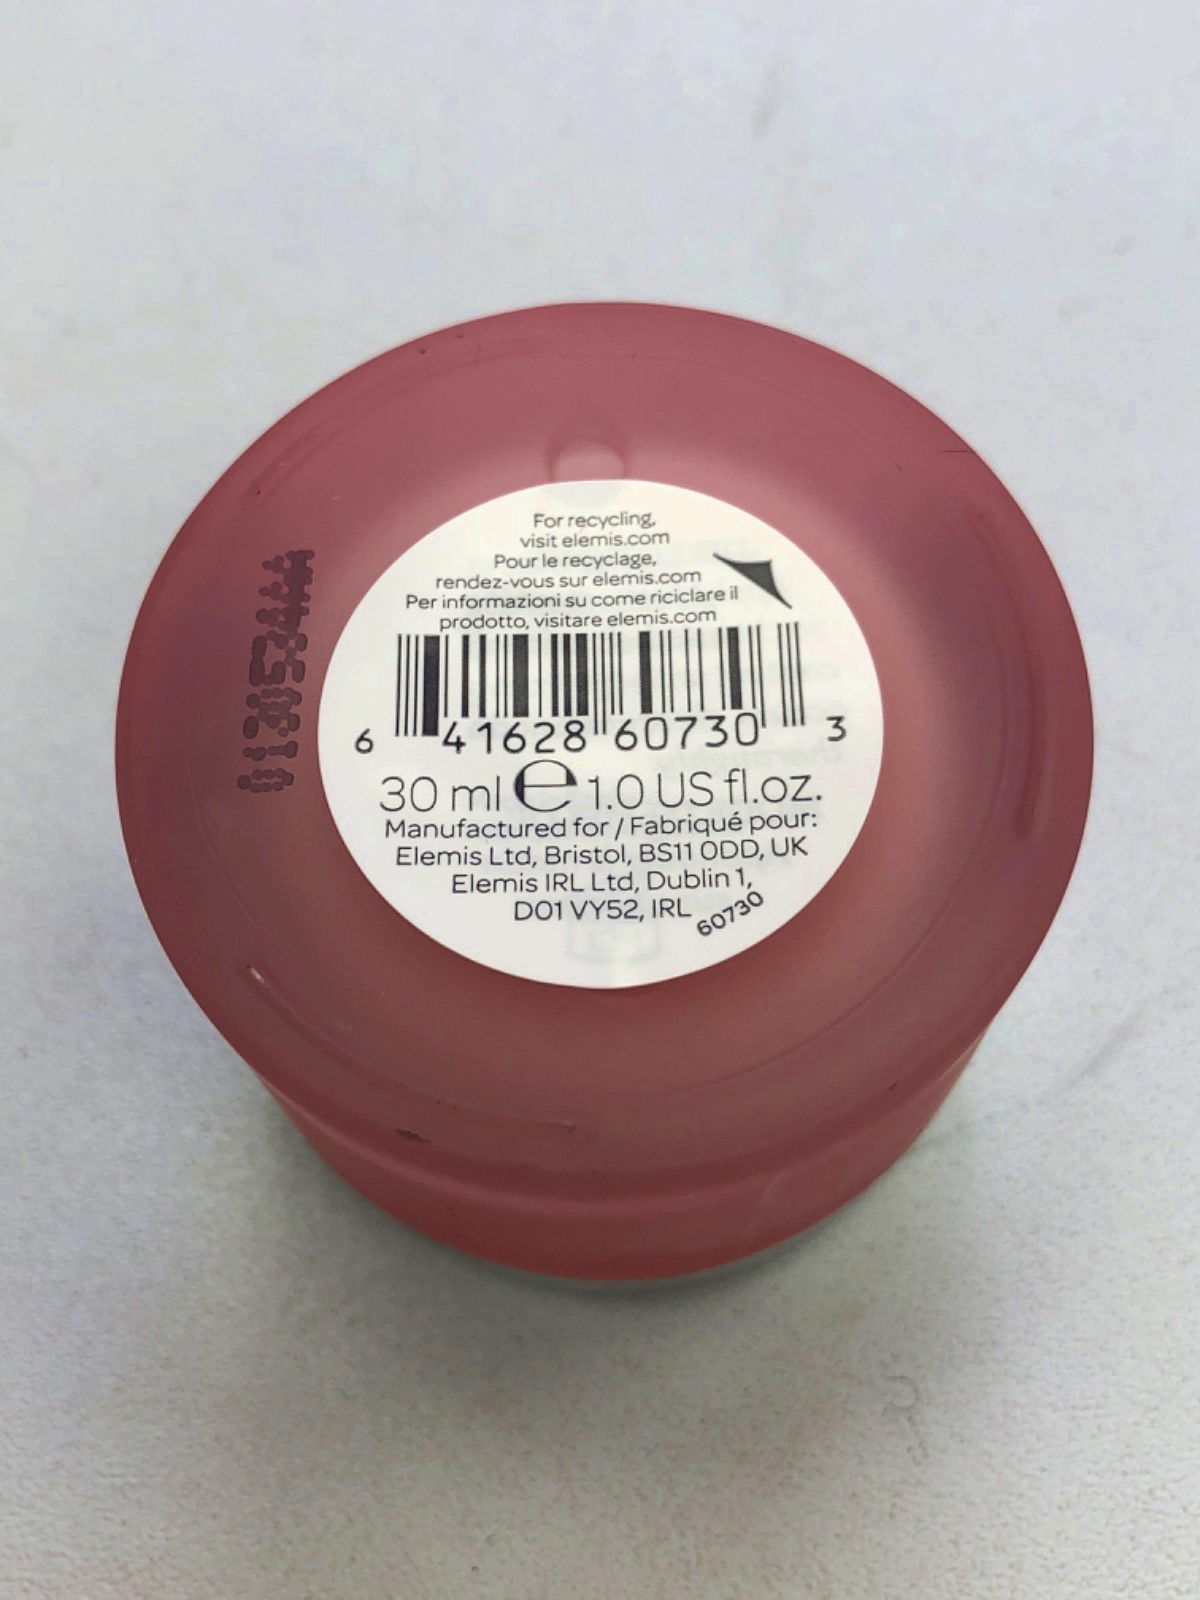 For recycling,
visit elemis.com
Pour le recyclage,
rendez-vous sur elemis.com
Per informazioni su come riciclare il
prodotto, visitare elemis.com
6 41628 60730 3
30 ml e 1.0 US fl.oz.
Manufactured for / Fabriqué pour:
Elemis Ltd, Bristol, BS11 0DD, UK
Elemis IRL Ltd, Dublin 1,
D01 VY52, IRL
60730